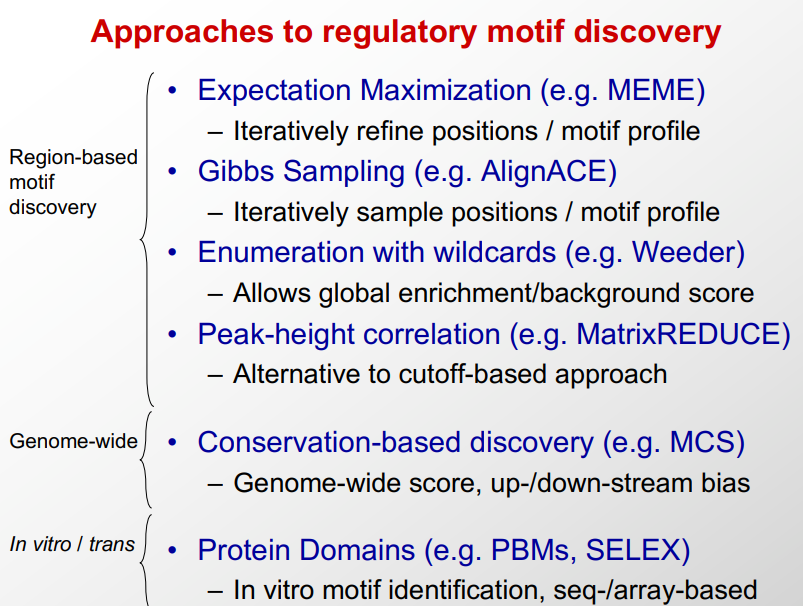 Approaches to regulatory motif discovery
• Expectation Maximization (e.g. MEME)
– Iteratively refine positions / motif profile
Region-based
motif
discovery
• Gibbs Sampling (e.g. AlignACE)
– Iteratively sample positions / motif profile
• Enumeration with wildcards (e.g. Weeder)
– Allows global enrichment/background score
• Peak-height correlation (e.g. MatrixREDUCE)
– Alternative to cutoff-based approach
Genome-wide
• Conservation-based discovery (e.g. MCS)
– Genome-wide score, up-/down-stream bias
In vitro / trans
• Protein Domains (e.g. PBMs, SELEX)
– In vitro motif identification, seq-/array-based